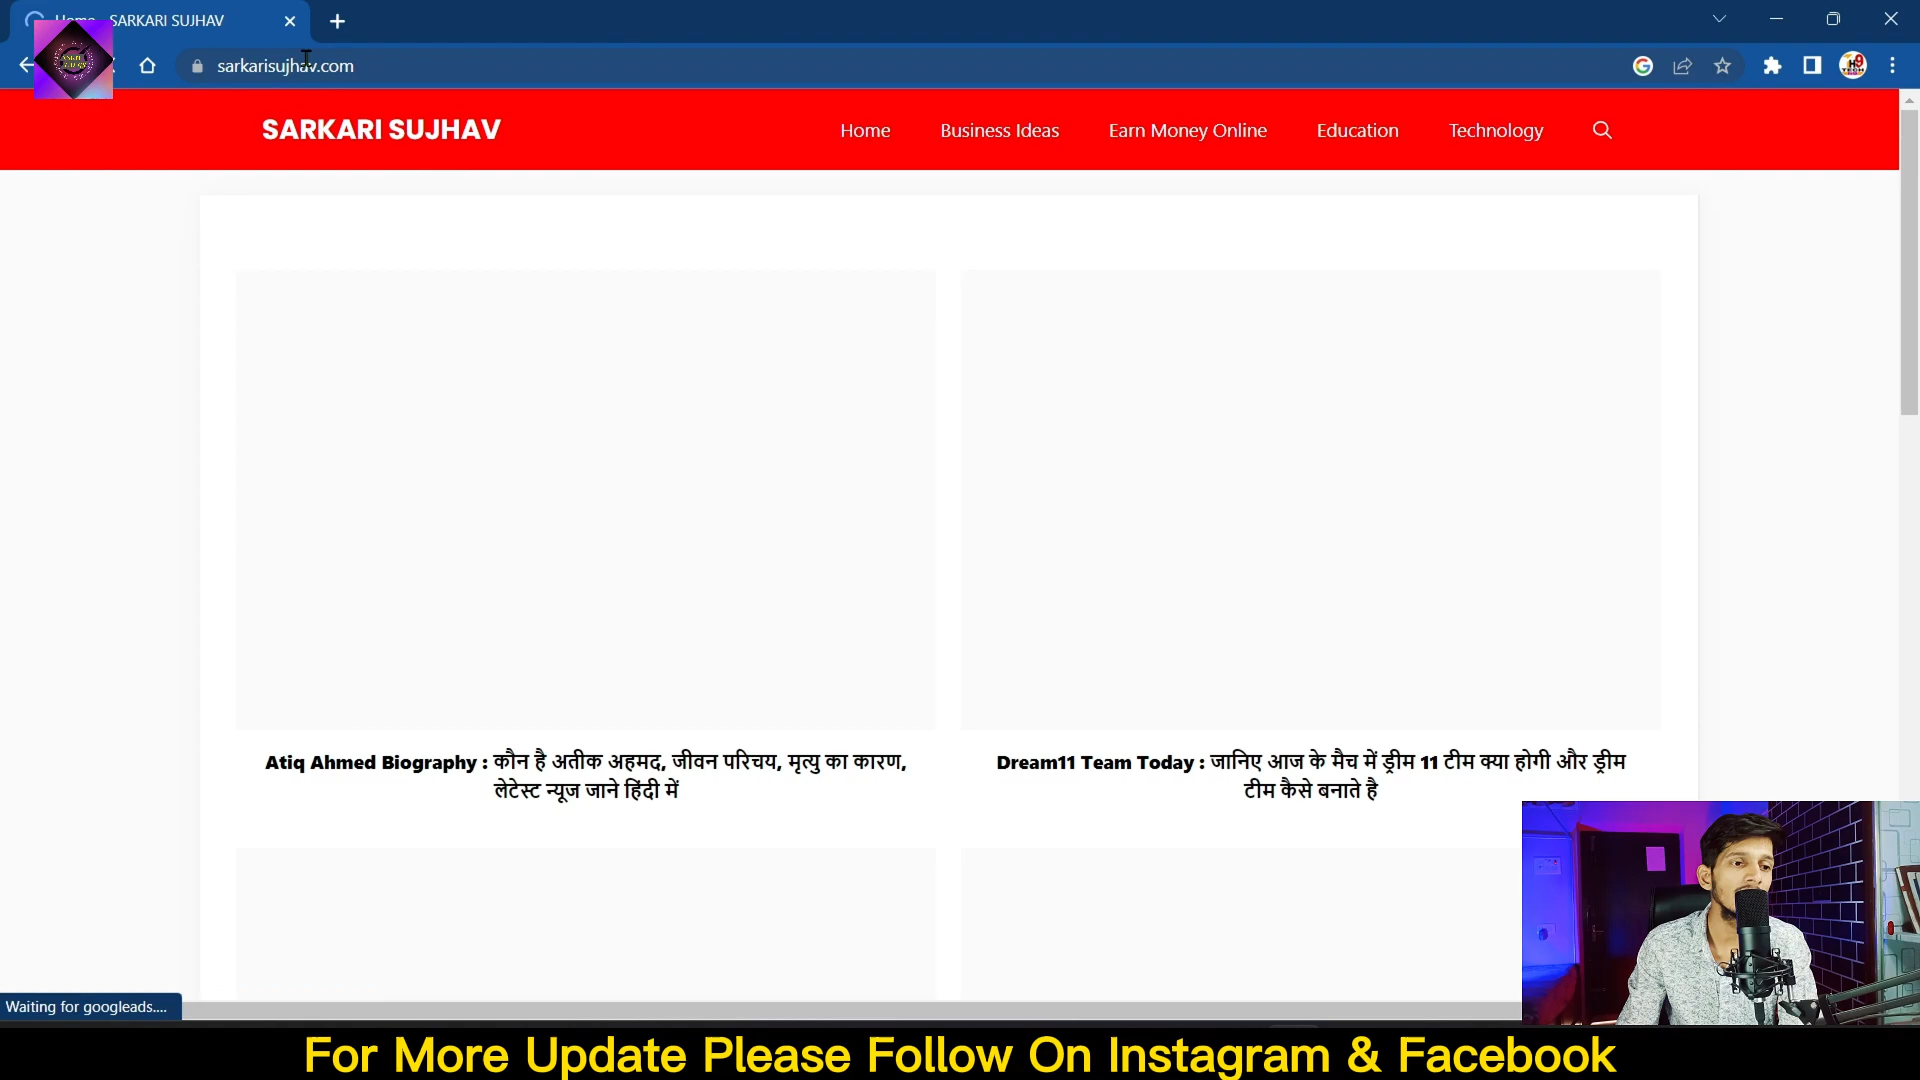 Home - SARKARI SUJHAV
sarkarisujhav.com
SARKARI SUJHAV
Home
Business Ideas
Earn Money Online
Education
Technology
Atiq Ahmed Biography : कौन है अतीक अहमद, जीवन परिचय, मृत्यु का कारण,
लेटेस्ट न्यूज जाने हिंदी में
Dream11 Team Today : जानिए आज के मैच में ड्रीम 11 टीम क्या होगी और ड्रीम
टीम कैसे बनाते है
Waiting for googleads....
For More Update Please Follow On Instagram & Facebook